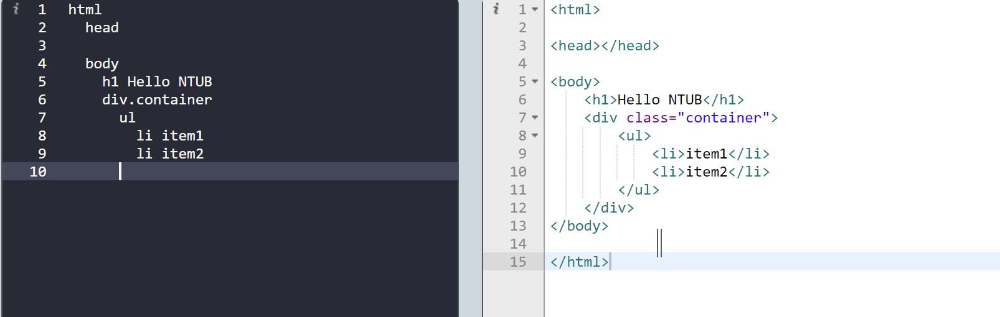 1 html
2 head
3
4 body
5 h1 Hello NTUB
6 div.container
7 ul
8 li item1
9 li item2
10
1 <html>
2
3 <head></head>
4
5 <body>
6 <h1>Hello NTUB</h1>
7 <div class="container">
8 <ul>
9 <li>item1</li>
10 <li>item2</li>
11 </ul>
12 </div>
13 </body>
14
15 </html>